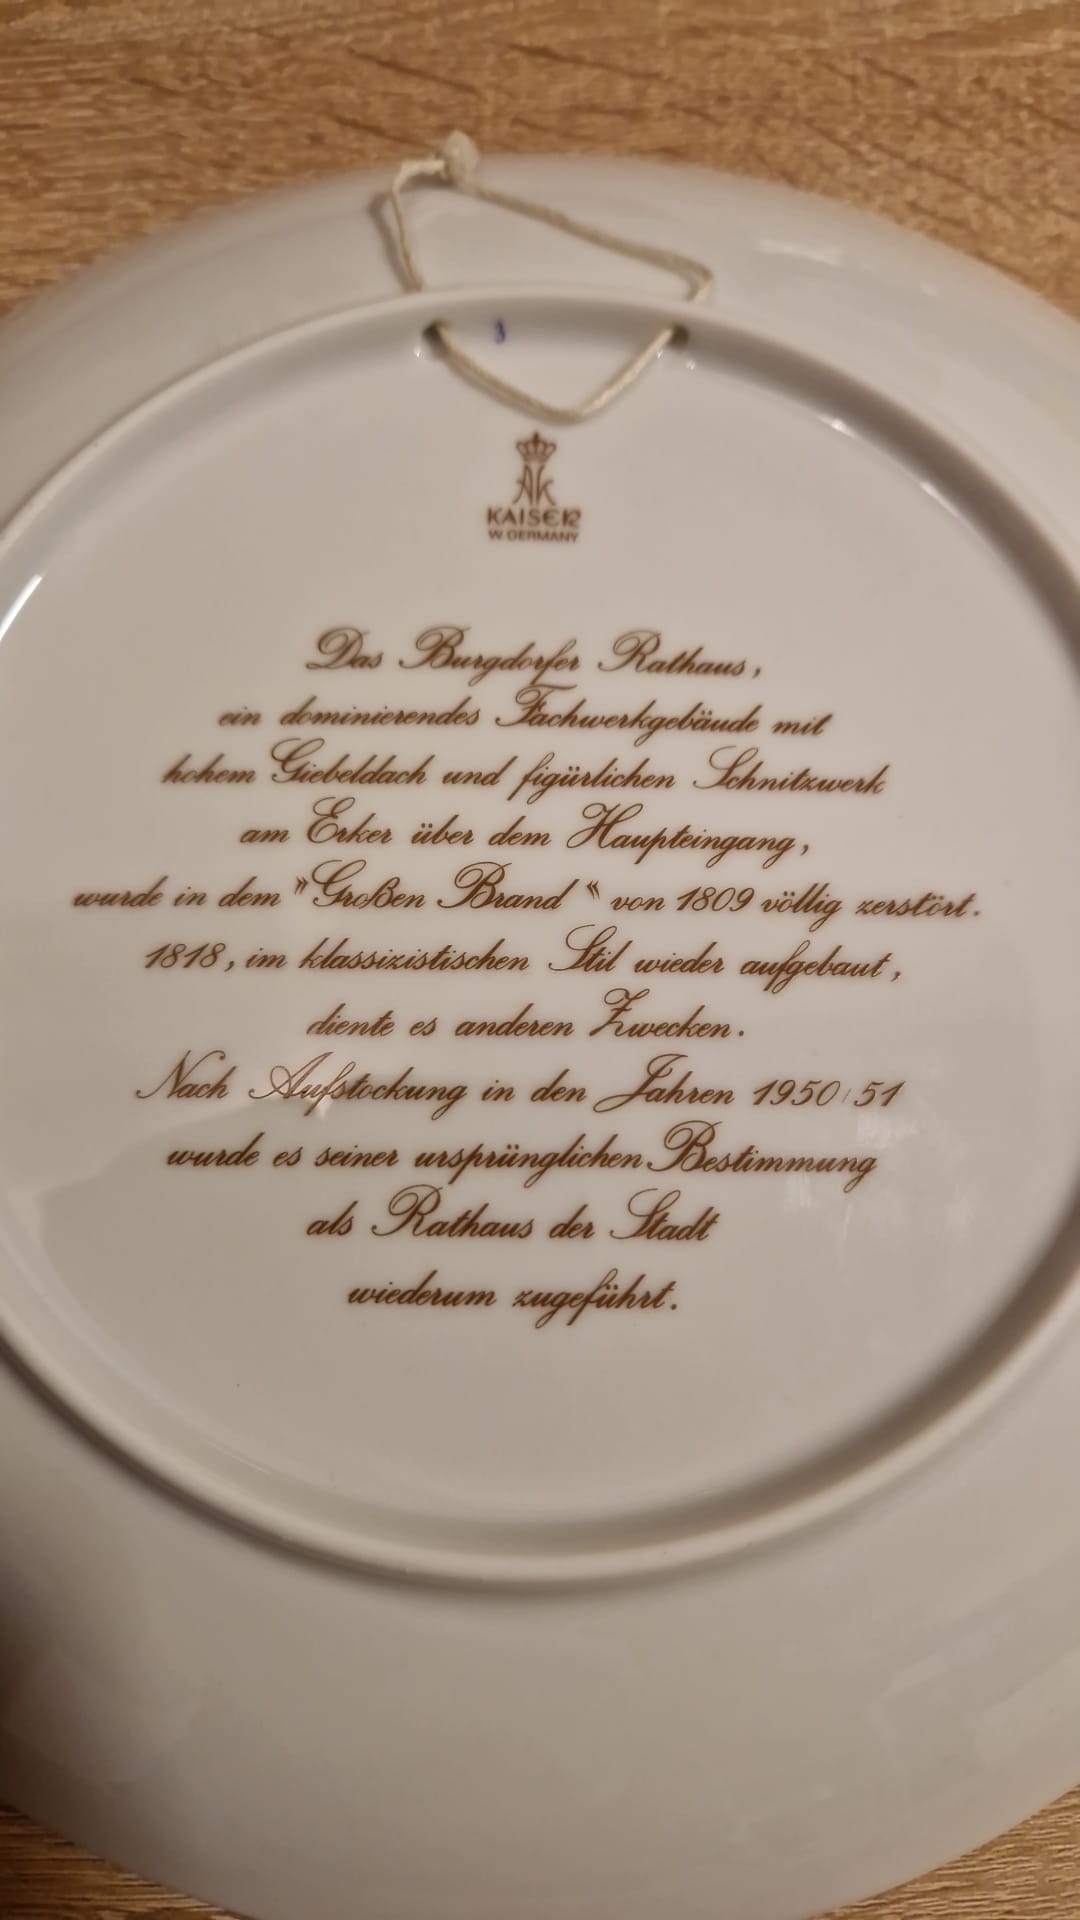 3
AK
KAISER
W. GERMANY
Das Burgdorfer Rathaus,
ein dominierendes Fachwerkgebäude mit
hohem Giebeldach und figürlichen Schnitzwerk
am Erker über dem Haupteingang,
wurde in dem "Großen Brand" von 1809 völlig zerstört.
1818, im klassizistischen Stil wieder aufgebaut,
diente es anderen Zwecken.
Nach Aufstockung in den Jahren 1950/51
wurde es seiner ursprünglichen Bestimmung
als Rathaus der Stadt
wiederum zugeführt.